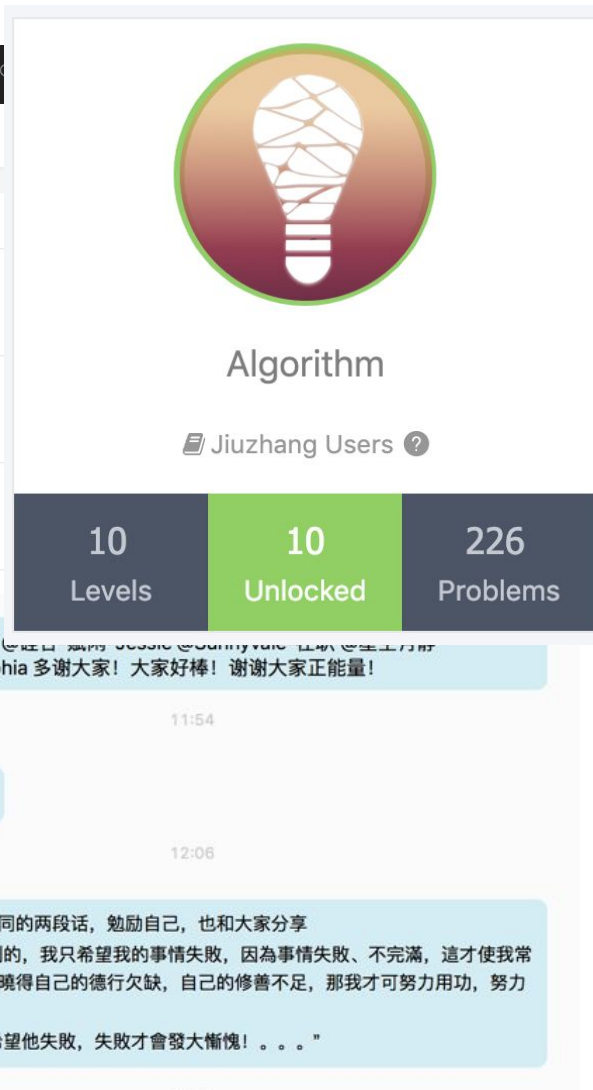 Algorithm
Jiuzhang Users ?
10
Levels
10
Unlocked
226
Problems
Jessie @Sunnyvale
hia 多谢大家！大家好棒！谢谢大家正能量！
11:54
12:06
同的两段话，勉励自己，也和大家分享
的，我只希望我的事情失敗，因為事情失敗、不完滿，這才使我常
曉得自己的德行欠缺，自己的修善不足，那我才可努力用功，努力
望他失敗，失敗才會發大慚愧！。。。”